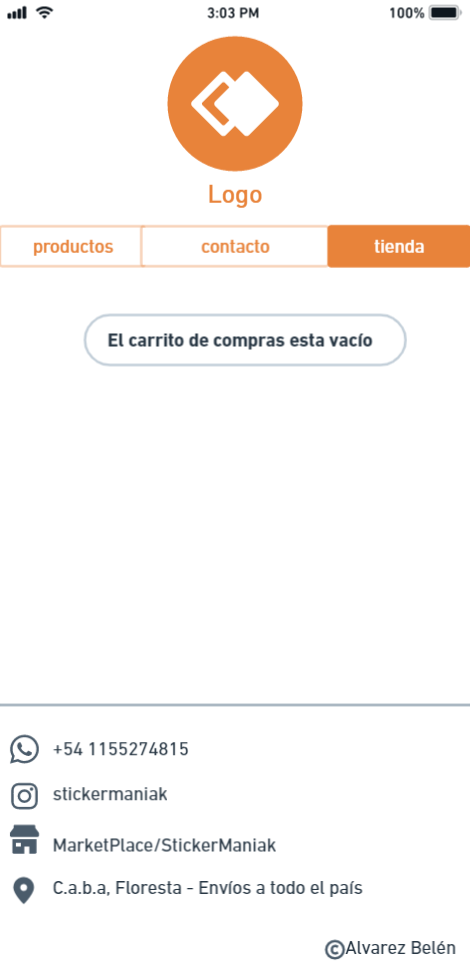 3:03 PM
100%
Logo
productos
contacto
tienda
El carrito de compras esta vacío
+54 1155274815
stickermaniak
MarketPlace/StickerManiak
C.a.b.a, Floresta - Envíos a todo el país
©Alvarez Belén